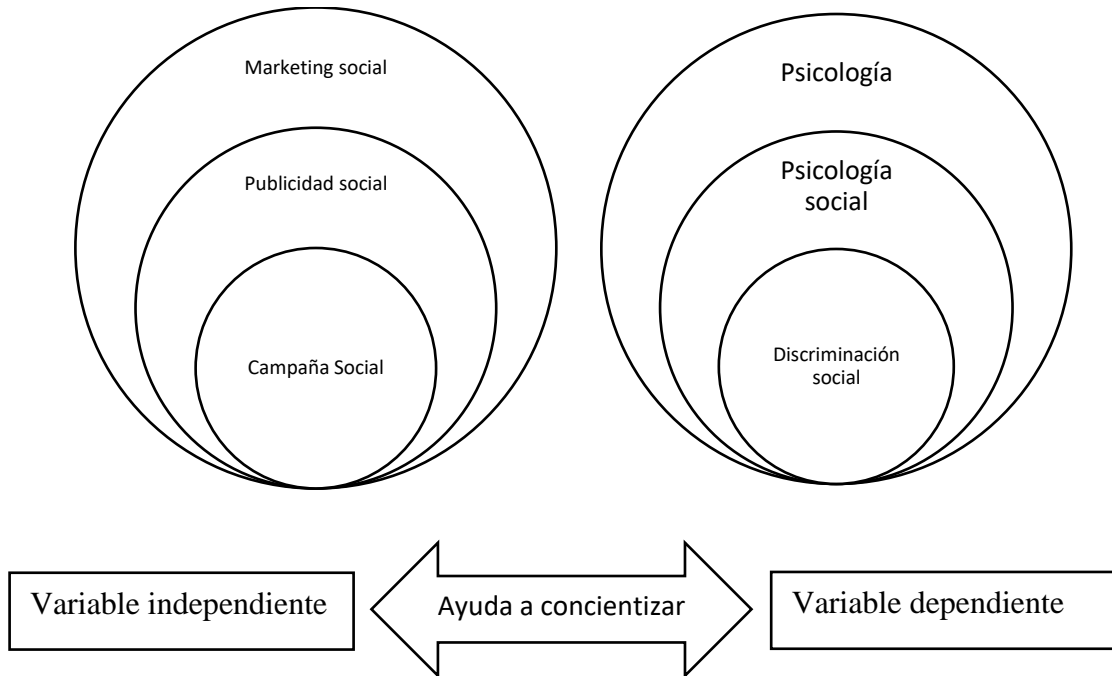 Marketing social
Publicidad social
Campaña Social
Psicología
Psicología
social
Discriminación
social
Variable independiente
Ayuda a concientizar
Variable dependiente